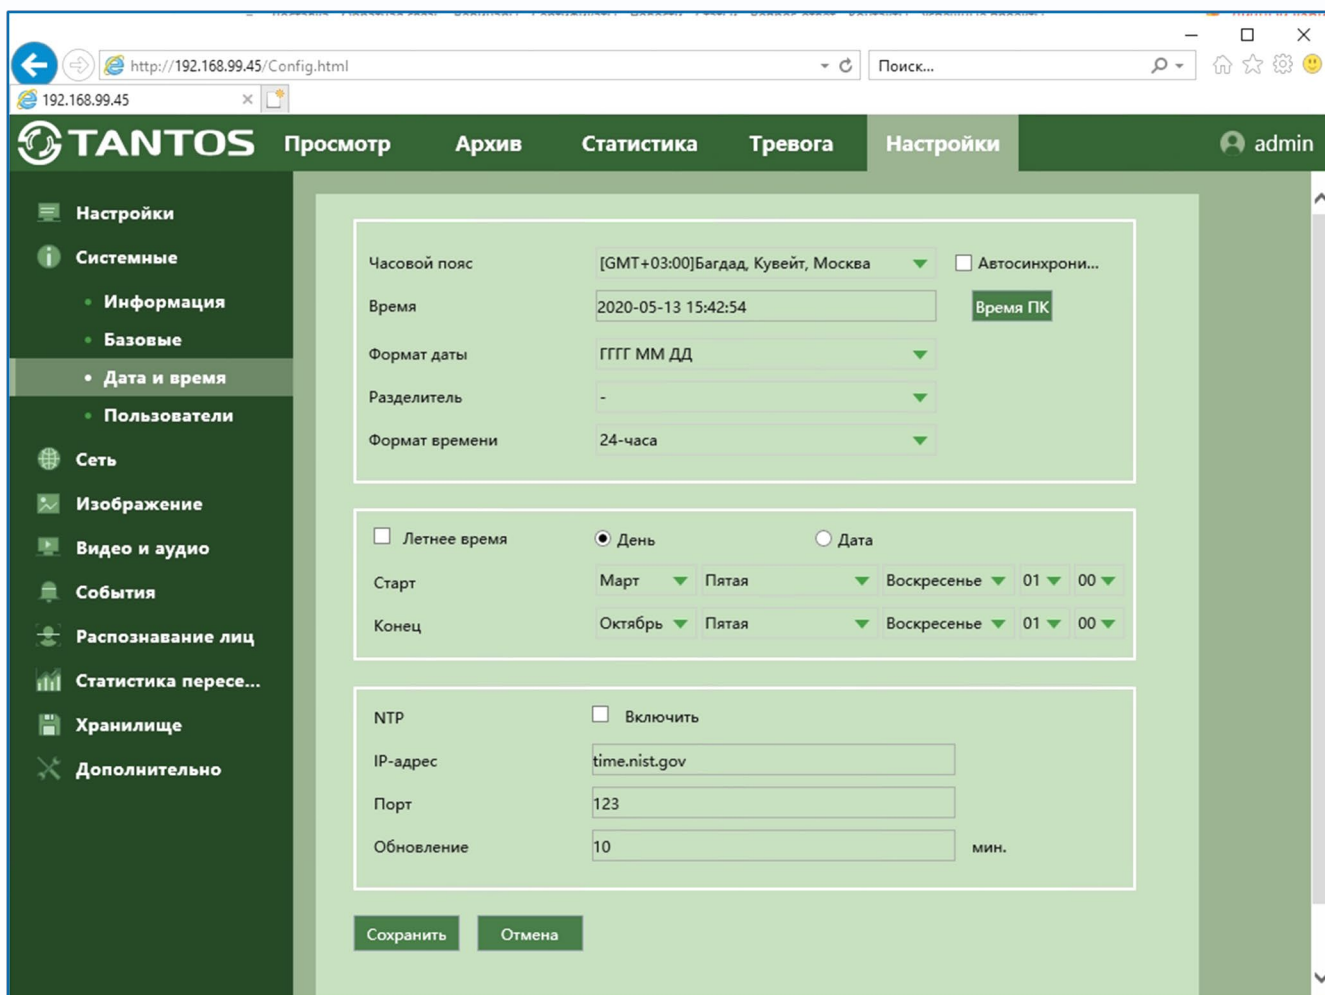 http://192.168.99.45/Config.html
Поиск...
192.168.99.45
TANTOS Просмотр Архив Статистика Тревога Настройки admin
Настройки
Системные
Информация
Базовые
Дата и время
Пользователи
Сеть
Изображение
Видео и аудио
События
Распознавание лиц
Статистика пересе...
Хранилище
Дополнительно
Часовой пояс [GMT+03:00]Багдад, Кувейт, Москва Автосинхрони...
Время 2020-05-13 15:42:54 Время ПК
Формат даты ГГГГ ММ ДД
Разделитель -
Формат времени 24-часа
Летнее время День Дата
Старт Март Пятая Воскресенье 01 00
Конец Октябрь Пятая Воскресенье 01 00
NTP Включить
IP-адрес time.nist.gov
Порт 123
Обновление 10 мин.
Сохранить Отмена